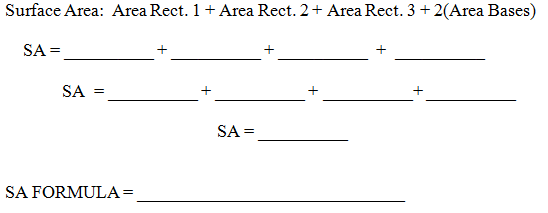 Surface Area: Area Rect. 1 + Area Rect. 2 + Area Rect. 3 + 2(Area Bases)
SA = __________ + __________ + __________ + __________
SA = __________ + __________ + __________ + __________
SA = __________
SA FORMULA = ______________________________